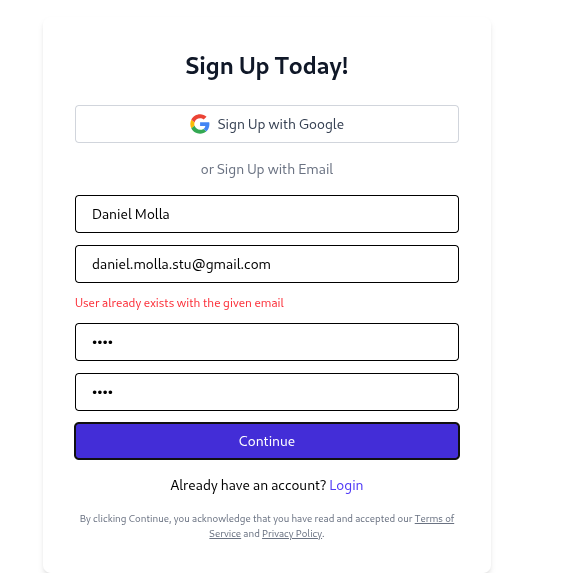 Sign Up Today!
Sign Up with Google
or Sign Up with Email
Daniel Molla
daniel.molla.stu@gmail.com
User already exists with the given email
••••
••••
Continue
Already have an account? Login
By clicking Continue, you acknowledge that you have read and accepted our Terms of
Service and Privacy Policy.